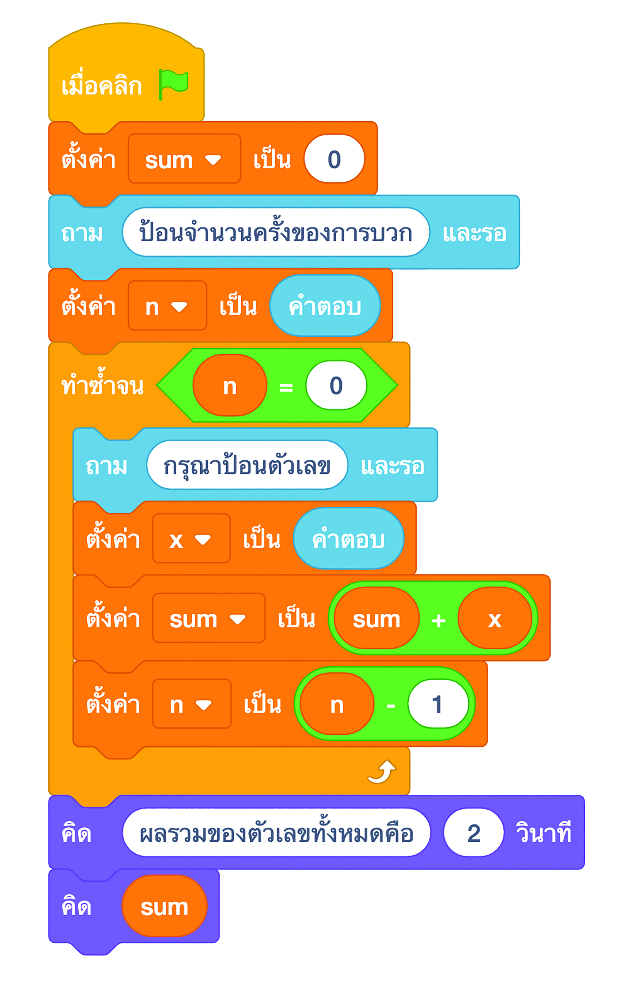 เมื่อคลิก
ตั้งค่า sum เป็น 0
ถาม ป้อนจำนวนครั้งของการบวก และรอ
ตั้งค่า n เป็น คำตอบ
ทำซ้ำจน n = 0
ถาม กรุณาป้อนตัวเลข และรอ
ตั้งค่า x เป็น คำตอบ
ตั้งค่า sum เป็น sum + x
ตั้งค่า n เป็น n - 1
คิด ผลรวมของตัวเลขทั้งหมดคือ 2 วินาที
คิด sum